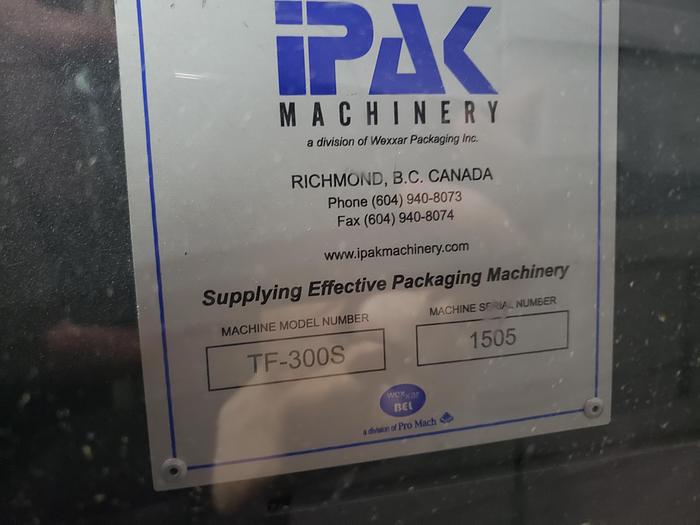 IPAK
MACHINERY
a division of Wexxar Packaging Inc.
RICHMOND, B.C. CANADA
Phone (604) 940-8073
Fax (604) 940-8074
www.ipakmachinery.com
Supplying Effective Packaging Machinery
MACHINE MODEL NUMBER
TF-300S
MACHINE SERIAL NUMBER
1505
wexxar
BEL
a division of Pro Mach